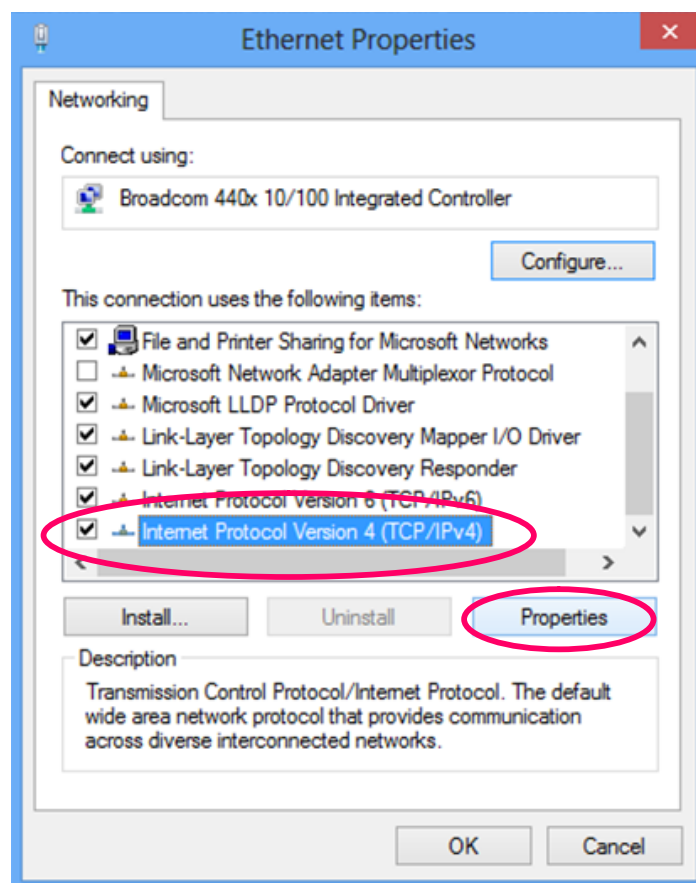 Ethernet Properties
Networking
Connect using:
Broadcom 440x 10/100 Integrated Controller
Configure...
This connection uses the following items:
File and Printer Sharing for Microsoft Networks
Microsoft Network Adapter Multiplexor Protocol
Microsoft LLDP Protocol Driver
Link-Layer Topology Discovery Mapper I/O Driver
Link-Layer Topology Discovery Responder
Internet Protocol Version 6 (TCP/IPv6)
Internet Protocol Version 4 (TCP/IPv4)
Install... Uninstall Properties
Description
Transmission Control Protocol/Internet Protocol. The default
wide area network protocol that provides communication
across diverse interconnected networks.
OK Cancel